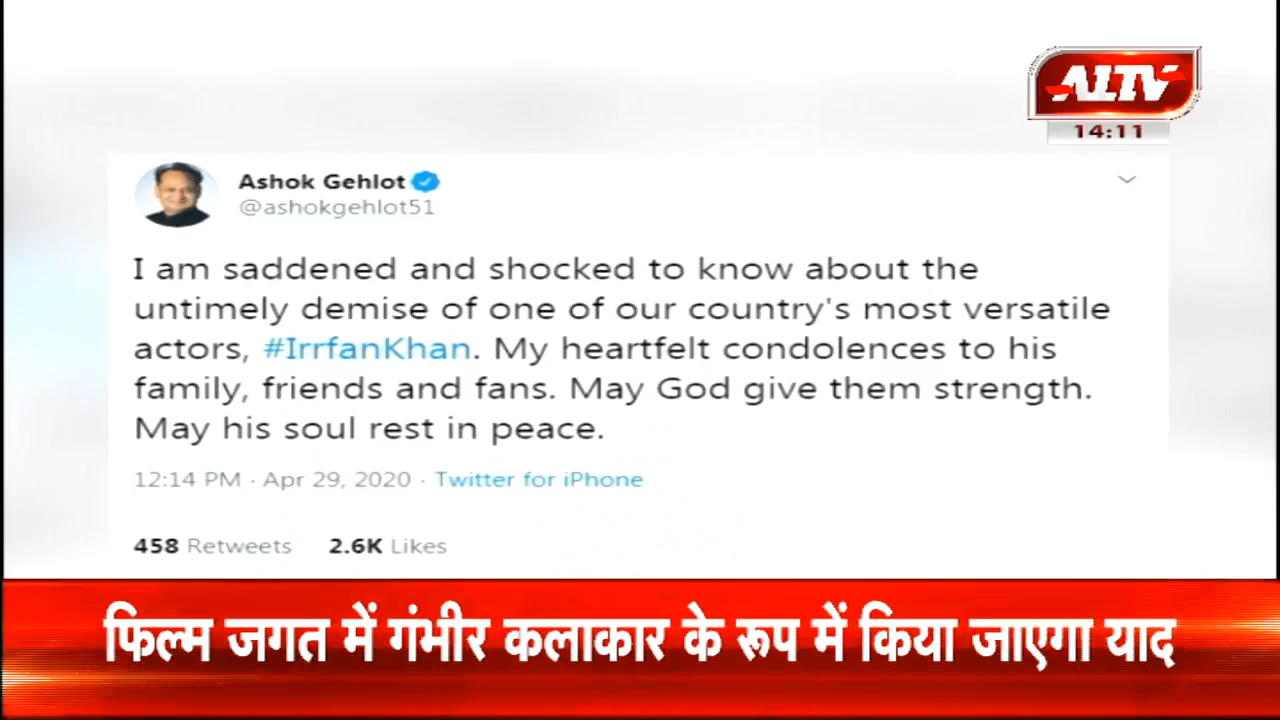 ALTV
14:11
Ashok Gehlot
@ashokgehlot51
I am saddened and shocked to know about the
untimely demise of one of our country's most versatile
actors, #IrrfanKhan. My heartfelt condolences to his
family, friends and fans. May God give them strength.
May his soul rest in peace.
12:14 PM · Apr 29, 2020 · Twitter for iPhone
458 Retweets 2.6K Likes
फिल्म जगत में गंभीर कलाकार के रूप में किया जाएगा याद